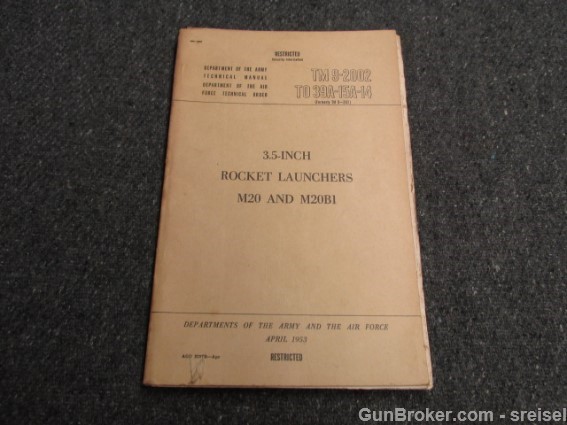 RESTRICTED
DEPARTMENT OF THE ARMY
TECHNICAL MANUAL
DEPARTMENT OF THE AIR
FORCE TECHNICAL ORDER
TM 9-2002
TO 39A-15A-14
3.5-INCH
ROCKET LAUNCHERS
M20 AND M20B1
DEPARTMENTS OF THE ARMY AND THE AIR FORCE
APRIL 1953
RESTRICTED
GunBroker.com - sreisel